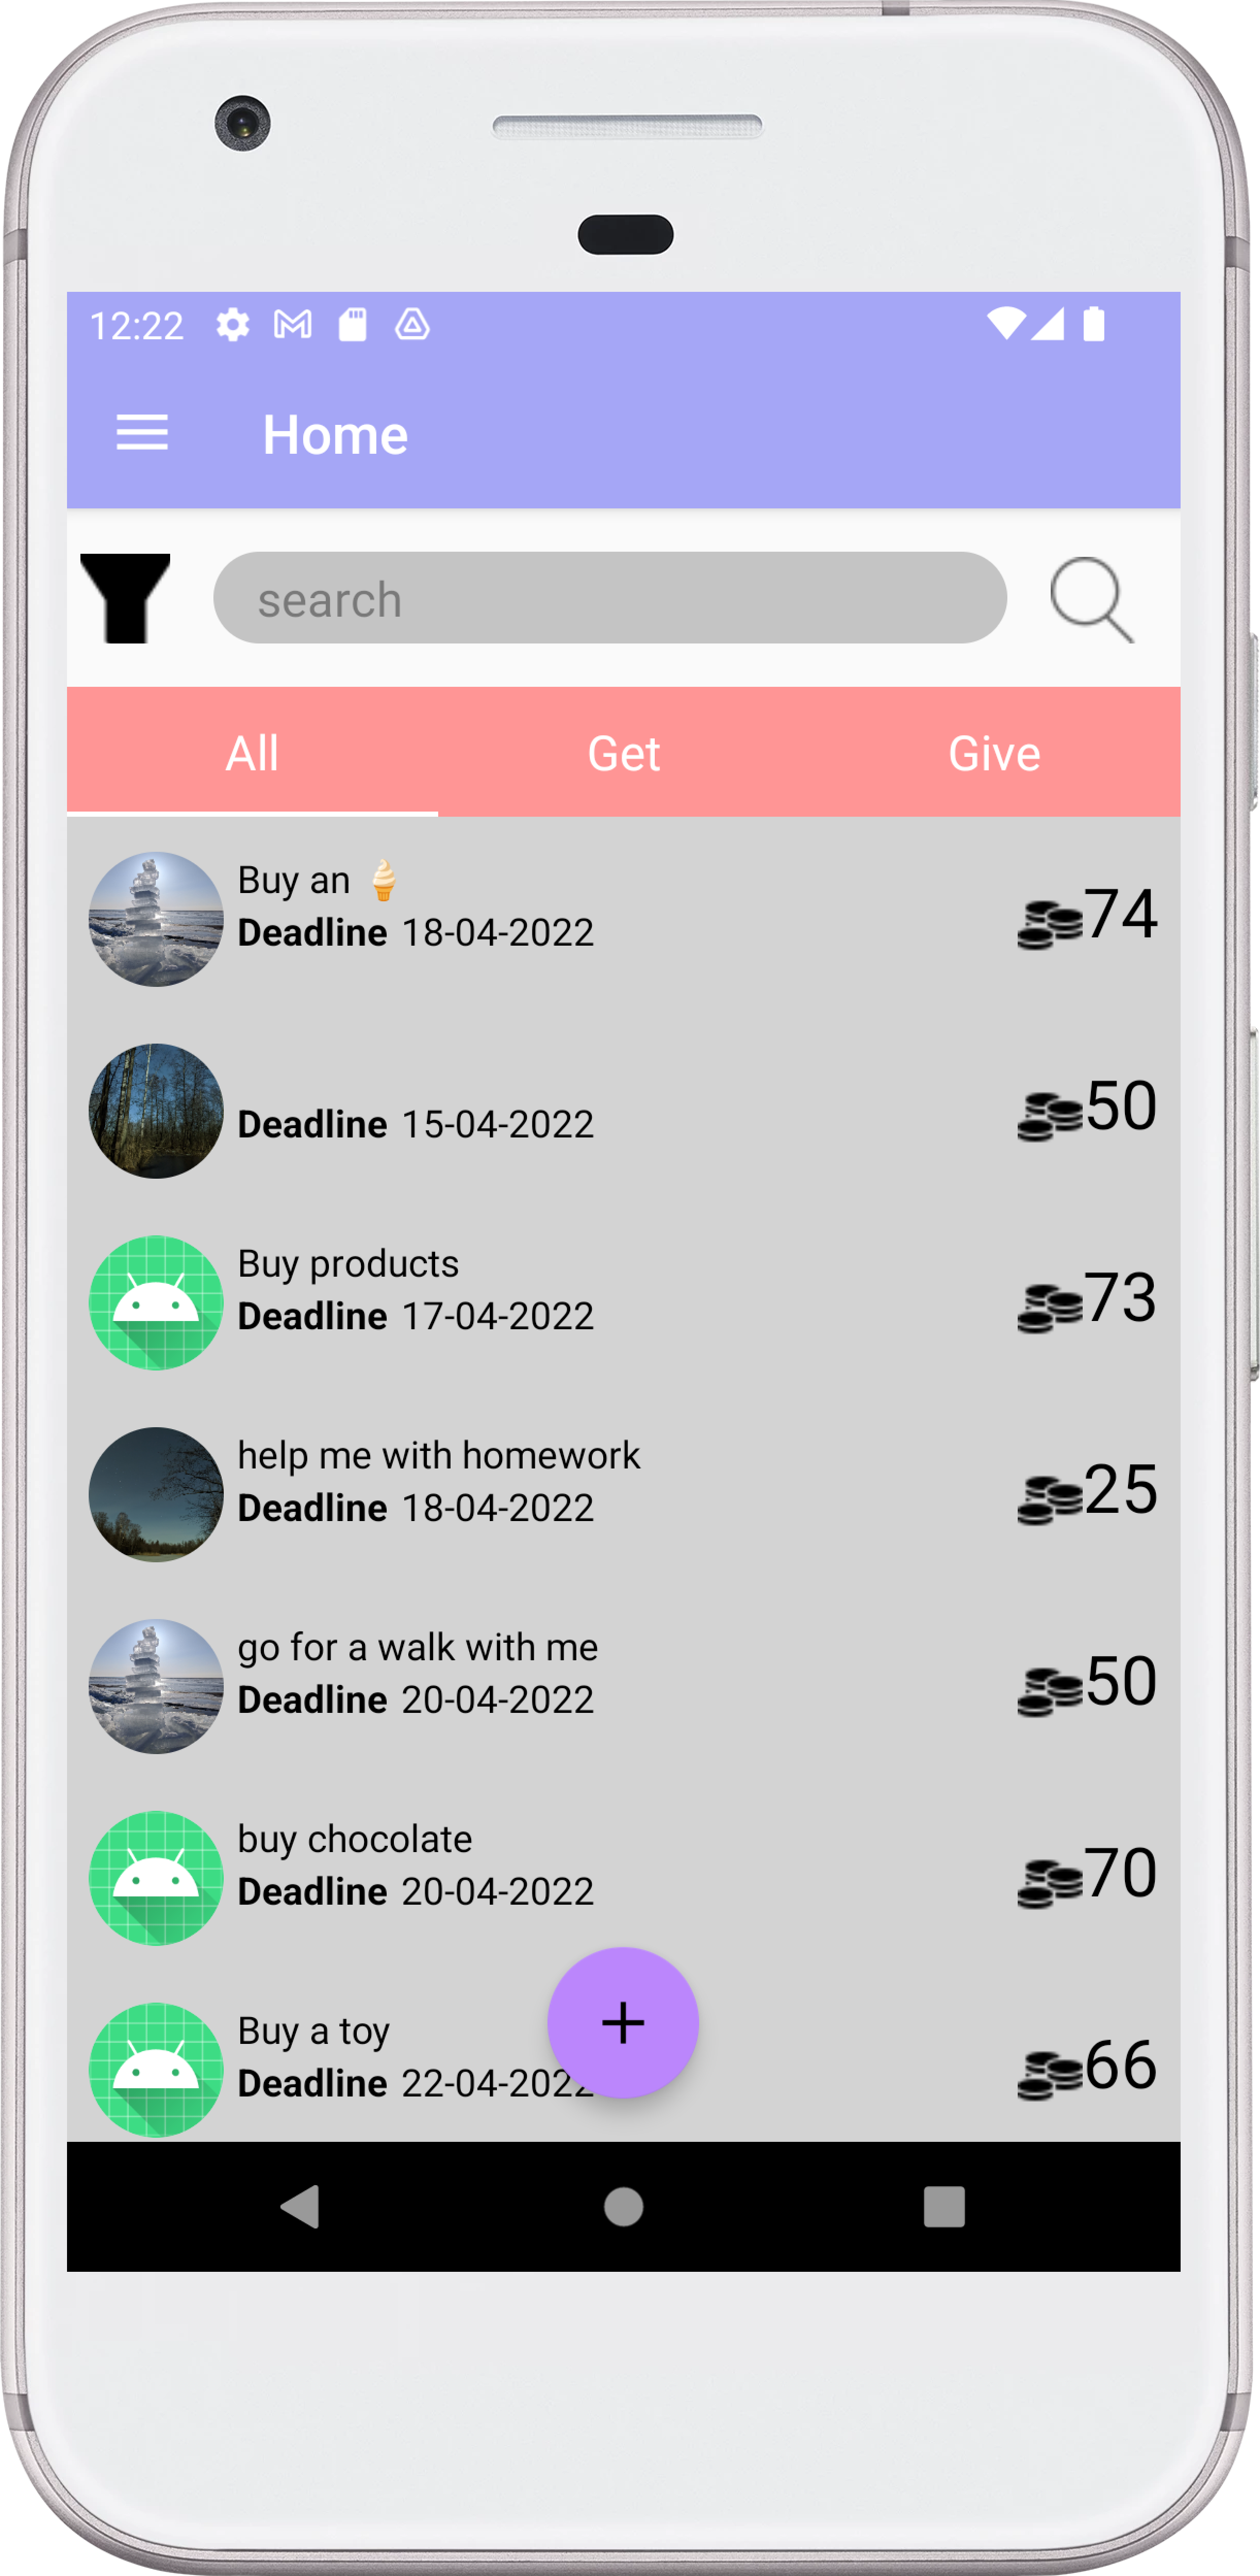 12:22
Home
search
All Get Give
Buy an 🍦
Deadline 18-04-2022
74
Deadline 15-04-2022
50
Buy products
Deadline 17-04-2022
73
help me with homework
Deadline 18-04-2022
25
go for a walk with me
Deadline 20-04-2022
50
buy chocolate
Deadline 20-04-2022
70
Buy a toy
Deadline 22-04-2022
66